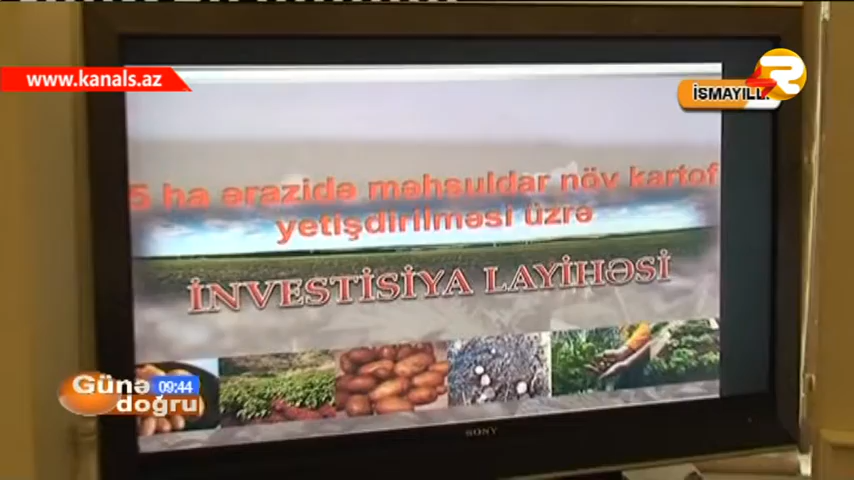 www.kanals.az
İSMAYILLI
5 ha ərazidə məhsuldar növ kartof
yetişdirilməsi üzrə
İNVESTİSİYA LAYİHƏSİ
Günə
09:44
doğru
SONY